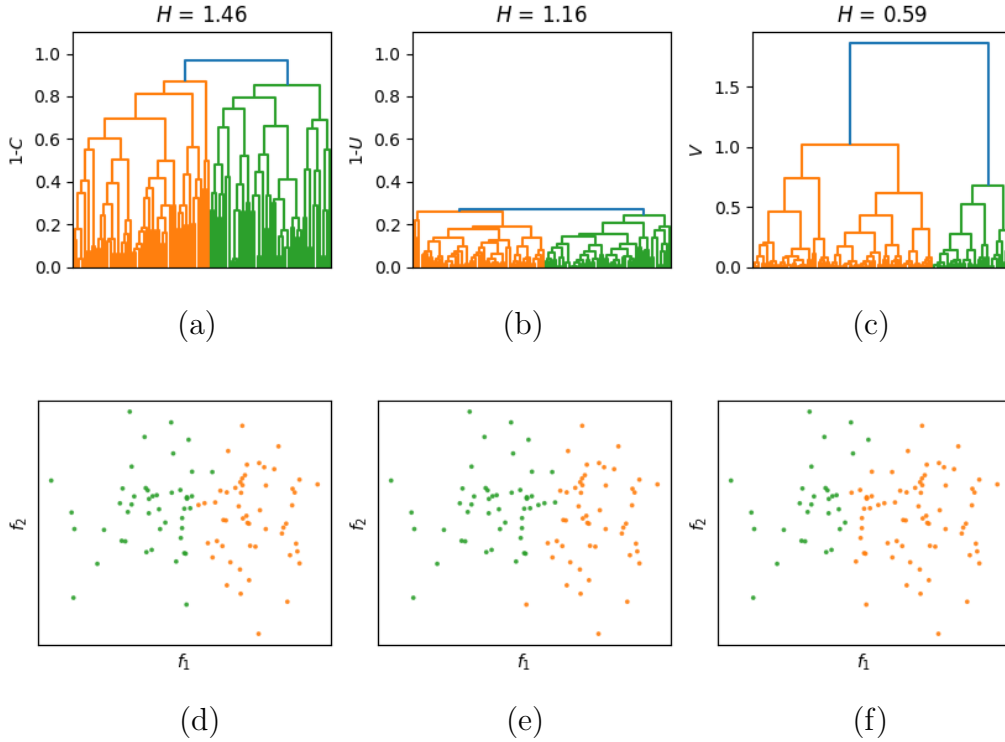 H = 1.46
1-C
1.0
0.8
0.6
0.4
0.2
0.0
(a)
H = 1.16
1-U
1.0
0.8
0.6
0.4
0.2
0.0
(b)
H = 0.59
V
1.5
1.0
0.5
0.0
(c)
f₂
f₁
(d)
f₂
f₁
(e)
f₂
f₁
(f)